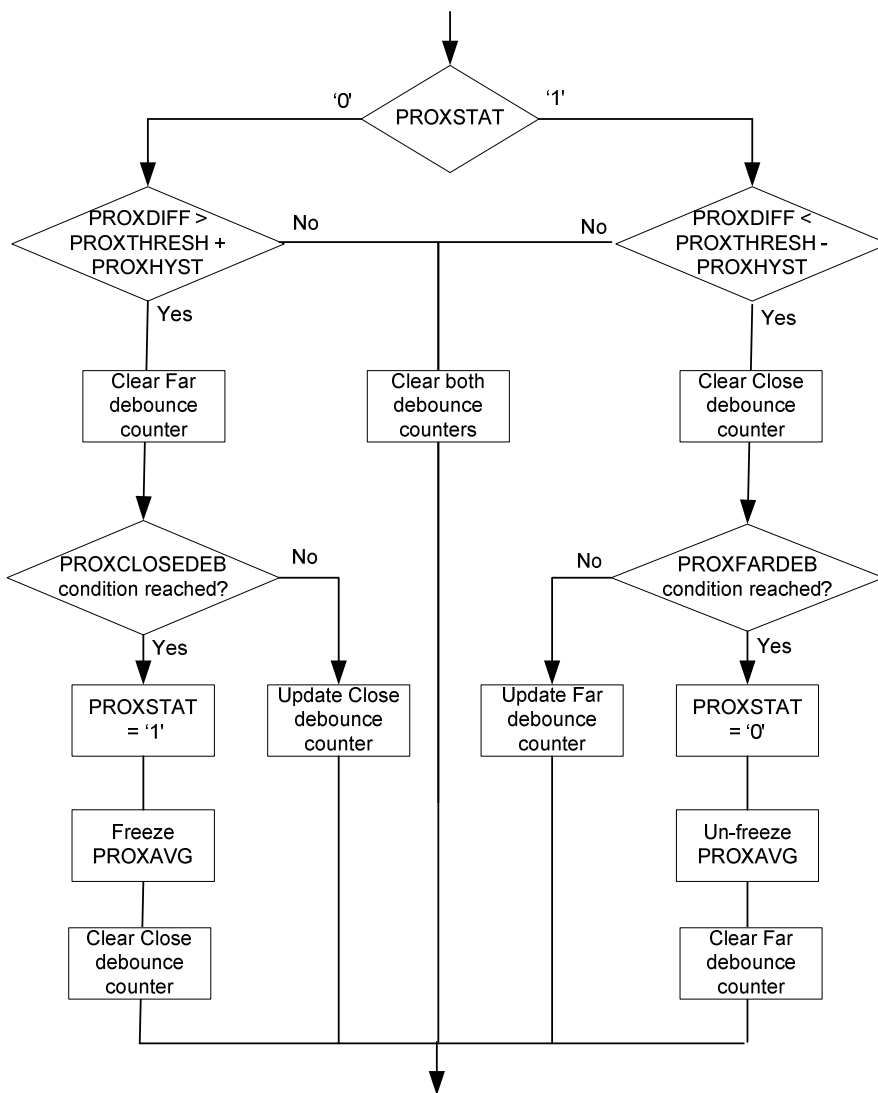 PROXSTAT
‘0’
‘1’
PROXDIFF >
PROXTHRESH +
PROXHYST
No
No
PROXDIFF <
PROXTHRESH -
PROXHYST
Yes
Yes
Clear Far
debounce
counter
Clear both
debounce
counters
Clear Close
debounce
counter
PROXCLOSEDEB
condition reached?
No
No
PROXFARDEB
condition reached?
Yes
Yes
PROXSTAT
= ‘1’
Update Close
debounce
counter
Update Far
debounce
counter
PROXSTAT
= ‘0’
Freeze
PROXAVG
Un-freeze
PROXAVG
Clear Close
debounce
counter
Clear Far
debounce
counter